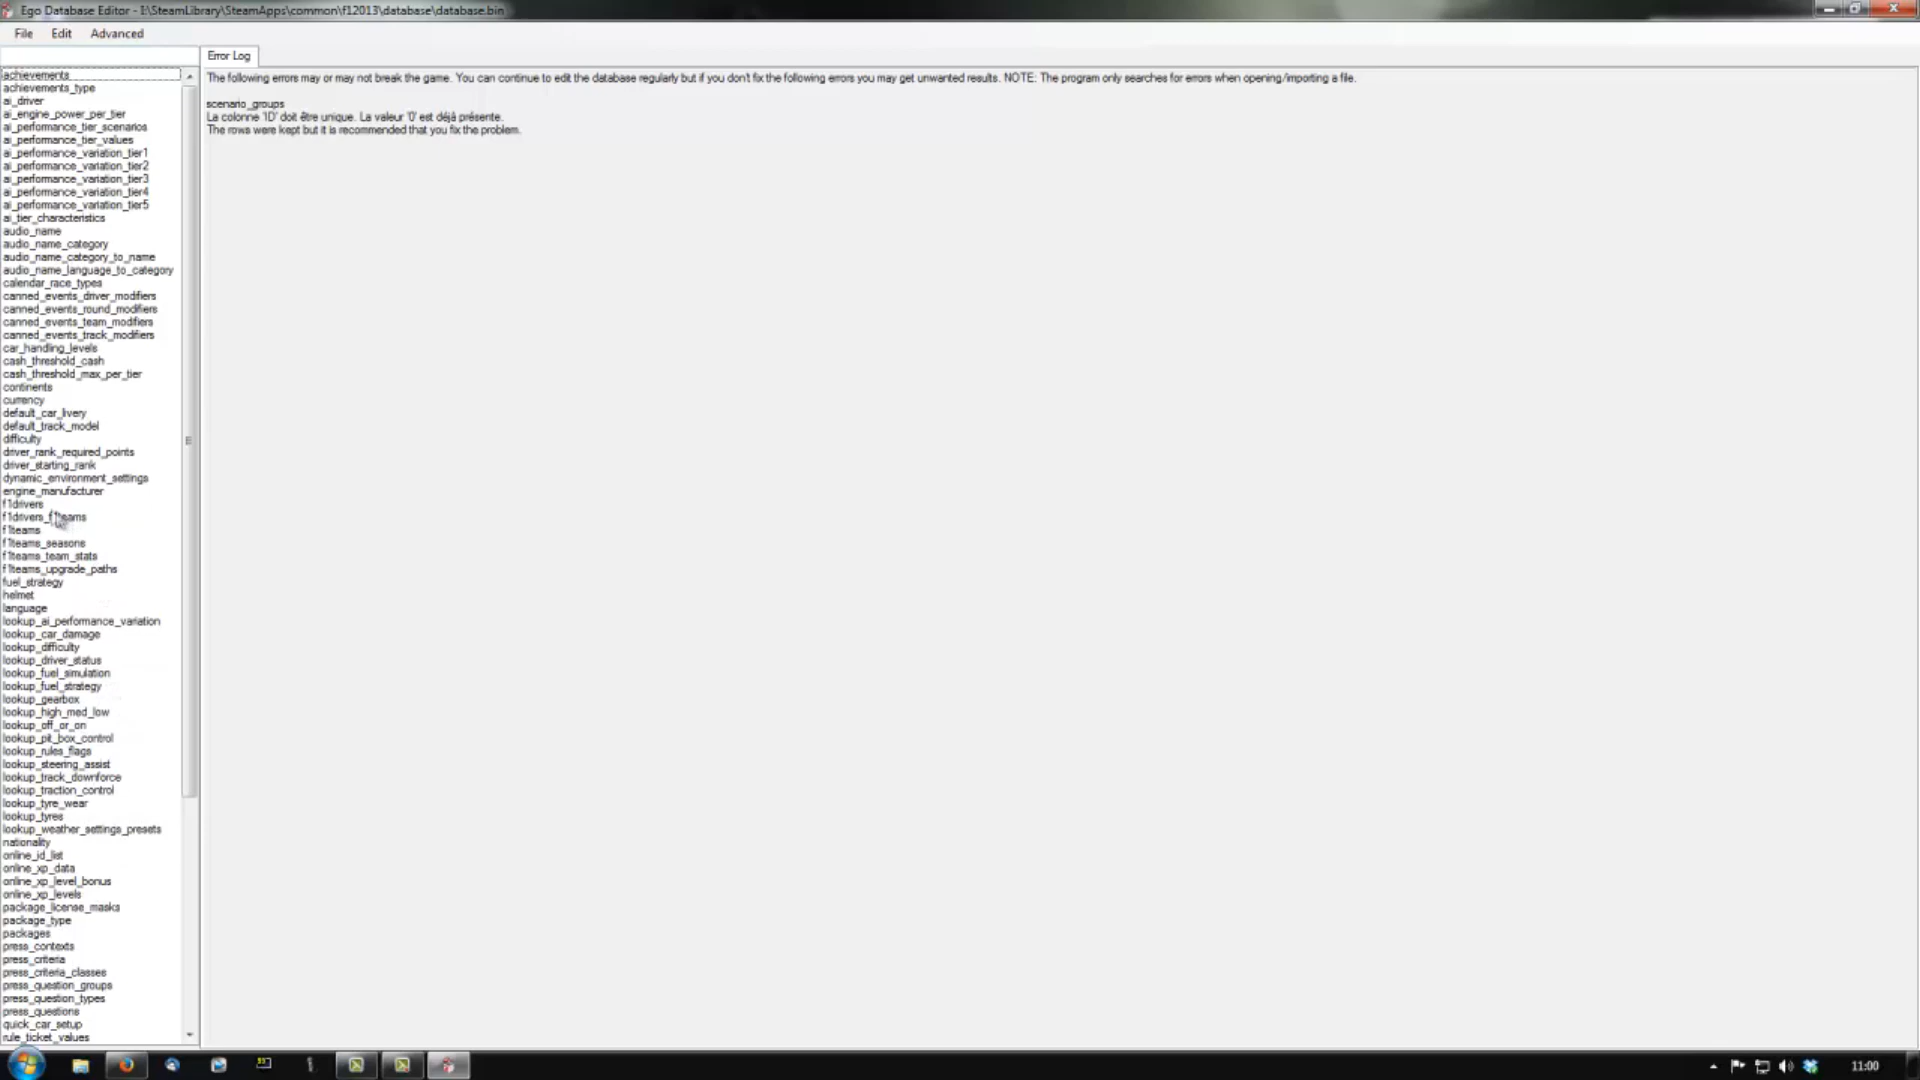 Ego Database Editor - I:\SteamLibrary\SteamApps\common\f12013\database\database.bin
File Edit Advanced
Error Log
achievements
achievements_type
ai_driver
ai_engine_power_per_tier
ai_performance_tier_scenarios
ai_performance_tier_values
ai_performance_variation_tier1
ai_performance_variation_tier2
ai_performance_variation_tier3
ai_performance_variation_tier4
ai_performance_variation_tier5
ai_tier_characteristics
audio_name
audio_name_category
audio_name_category_to_name
audio_name_language_to_category
calendar_race_types
canned_events_driver_modifiers
canned_events_round_modifiers
canned_events_team_modifiers
canned_events_track_modifiers
car_handling_levels
cash_threshold_cash
cash_threshold_max_per_tier
continents
currency
default_car_livery
default_track_model
difficulty
driver_rank_required_points
driver_starting_rank
dynamic_environment_settings
engine_manufacturer
f1drivers
f1drivers_f1teams
f1teams
f1teams_seasons
f1teams_team_stats
f1teams_upgrade_paths
fuel_strategy
helmet
language
lookup_ai_performance_variation
lookup_car_damage
lookup_difficulty
lookup_driver_status
lookup_fuel_simulation
lookup_fuel_strategy
lookup_gearbox
lookup_high_med_low
lookup_off_or_on
lookup_pit_box_control
lookup_rules_flags
lookup_steering_assist
lookup_track_downforce
lookup_traction_control
lookup_tyre_wear
lookup_tyres
lookup_weather_settings_presets
nationality
online_id_list
online_xp_data
online_xp_level_bonus
online_xp_levels
package_license_masks
package_type
packages
press_contexts
press_criteria
press_criteria_classes
press_question_groups
press_question_types
press_questions
quick_car_setup
rule_ticket_values
The following errors may or may not break the game. You can continue to edit the database regularly but if you don't fix the following errors you may get unwanted results. NOTE: The program only searches for errors when opening/importing a file.
scenario_groups
La colonne 'ID' doit être unique. La valeur '0' est déjà présente.
The rows were kept but it is recommended that you fix the problem.
11:00